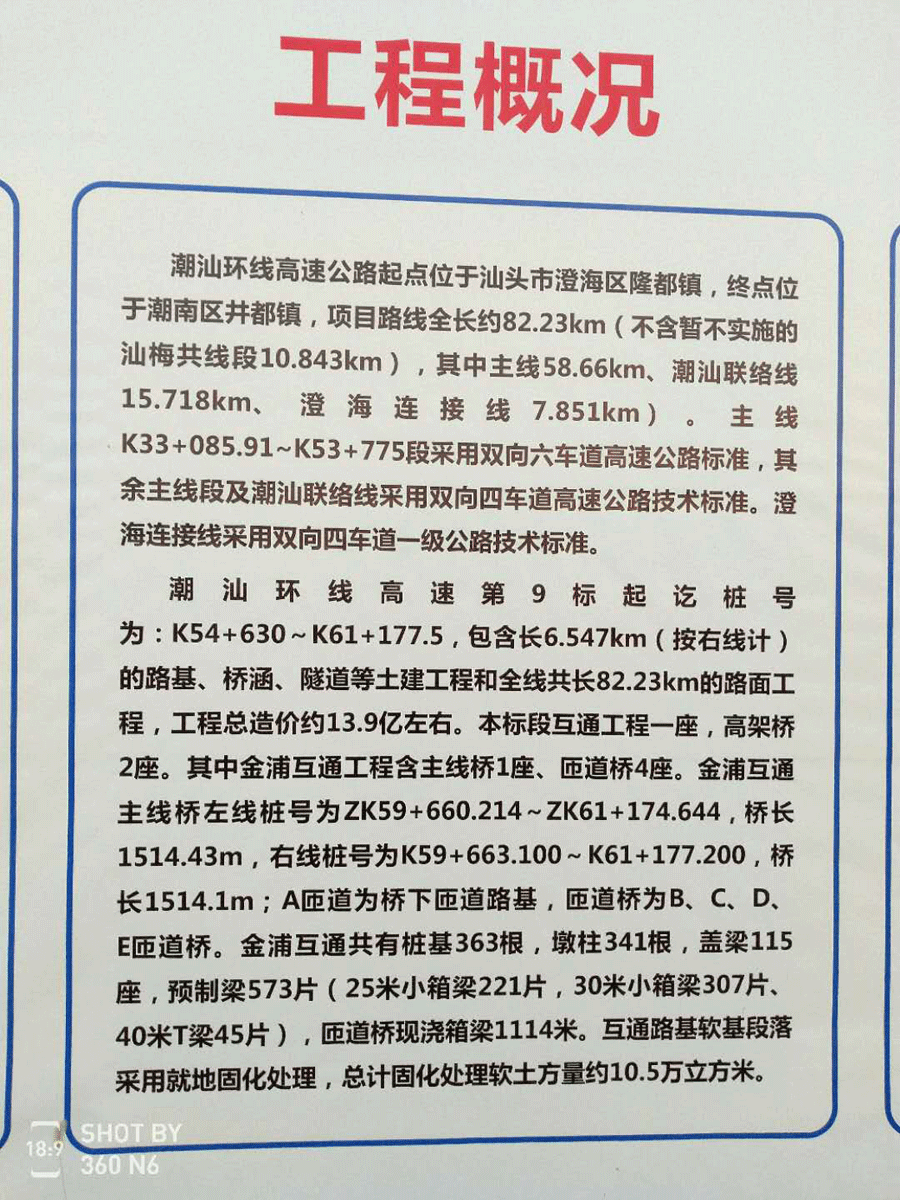 工程概况
潮汕环线高速公路起点位于汕头市澄海区隆都镇，终点位
于潮南区井都镇，项目路线全长约82.23km（不含暂不实施的
汕梅共线段10.843km），其中主线58.66km、潮汕联络线
15.718km、澄海连接线7.851km）。主线
K33+085.91~K53+775段采用双向六车道高速公路标准，其
余主线段及潮汕联络线采用双向四车道高速公路技术标准。澄
海连接线采用双向四车道一级公路技术标准。
潮汕环线高速第9标起讫桩号
为：K54+630～K61+177.5，包含长6.547km（按右线计）
的路基、桥涵、隧道等土建工程和全线共长82.23km的路面工
程，工程总造价约13.9亿左右。本标段互通工程一座，高架桥
2座。其中金浦互通工程含主线桥1座、匝道桥4座。金浦互通
主线桥左线桩号为ZK59+660.214～ZK61+174.644，桥长
1514.43m，右线桩号为K59+663.100～K61+177.200，桥
长1514.1m；A匝道为桥下匝道路基，匝道桥为B、C、D、
E匝道桥。金浦互通共有桩基363根，墩柱341根，盖梁115
座，预制梁573片（25米小箱梁221片，30米小箱梁307片、
40米T梁45片），匝道桥现浇箱梁1114米。互通路基软基段落
采用就地固化处理，总计固化处理软土方量约10.5万立方米。
18:9
SHOT BY
360 N6